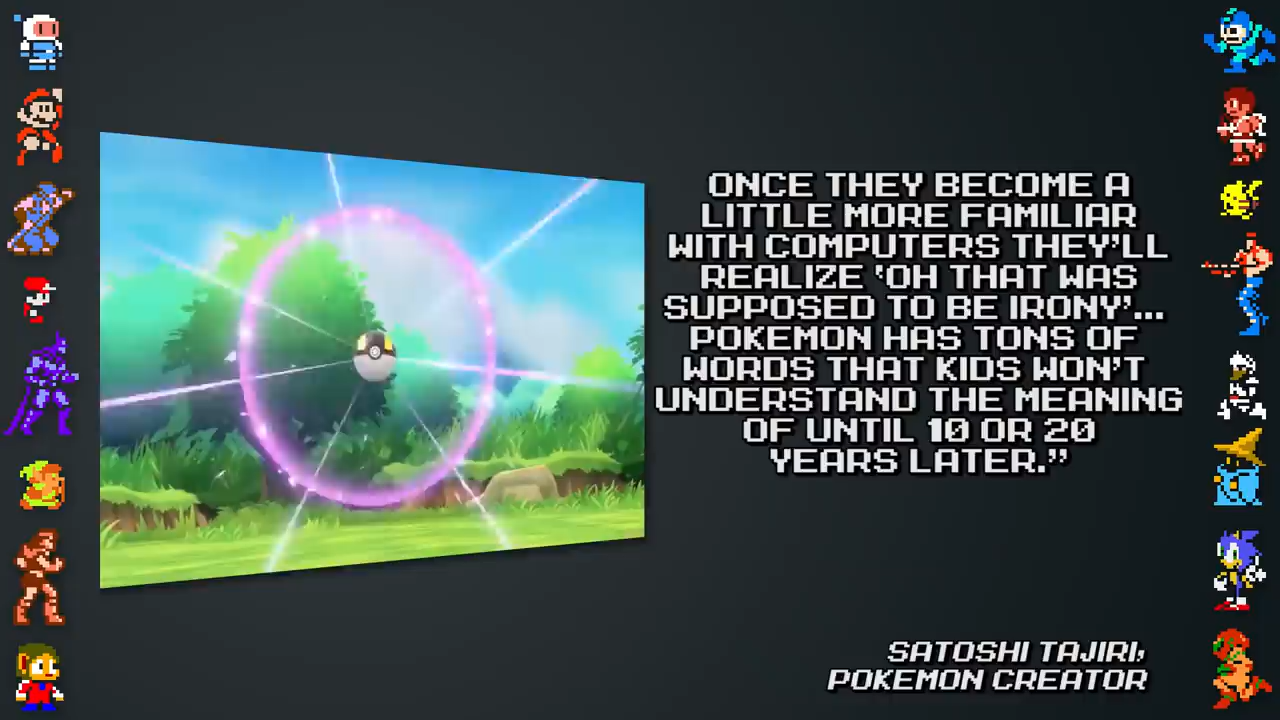 ONCE THEY BECOME A
LITTLE MORE FAMILIAR
WITH COMPUTERS THEY'LL
REALIZE 'OH THAT WAS
SUPPOSED TO BE IRONY'...
POKEMON HAS TONS OF
WORDS THAT KIDS WON'T
UNDERSTAND THE MEANING
OF UNTIL 10 OR 20
YEARS LATER."
SATOSHI TAJIRI,
POKEMON CREATOR